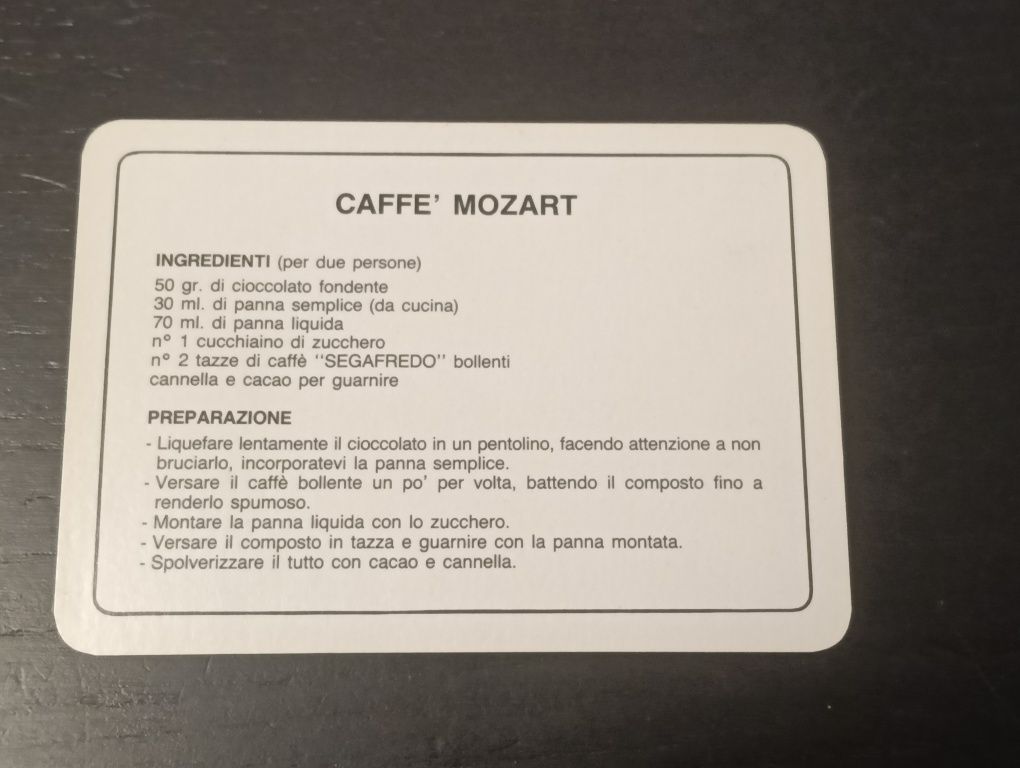 CAFFE' MOZART
INGREDIENTI (per due persone)
50 gr. di cioccolato fondente
30 ml. di panna semplice (da cucina)
70 ml. di panna liquida
n° 1 cucchiaino di zucchero
n° 2 tazze di caffè "SEGAFREDO" bollenti
cannella e cacao per guarnire
PREPARAZIONE
- Liquefare lentamente il cioccolato in un pentolino, facendo attenzione a non
bruciarlo, incorporatevi la panna semplice.
- Versare il caffè bollente un po' per volta, battendo il composto fino a
renderlo spumoso.
- Montare la panna liquida con lo zucchero.
- Versare il composto in tazza e guarnire con la panna montata.
- Spolverizzare il tutto con cacao e cannella.